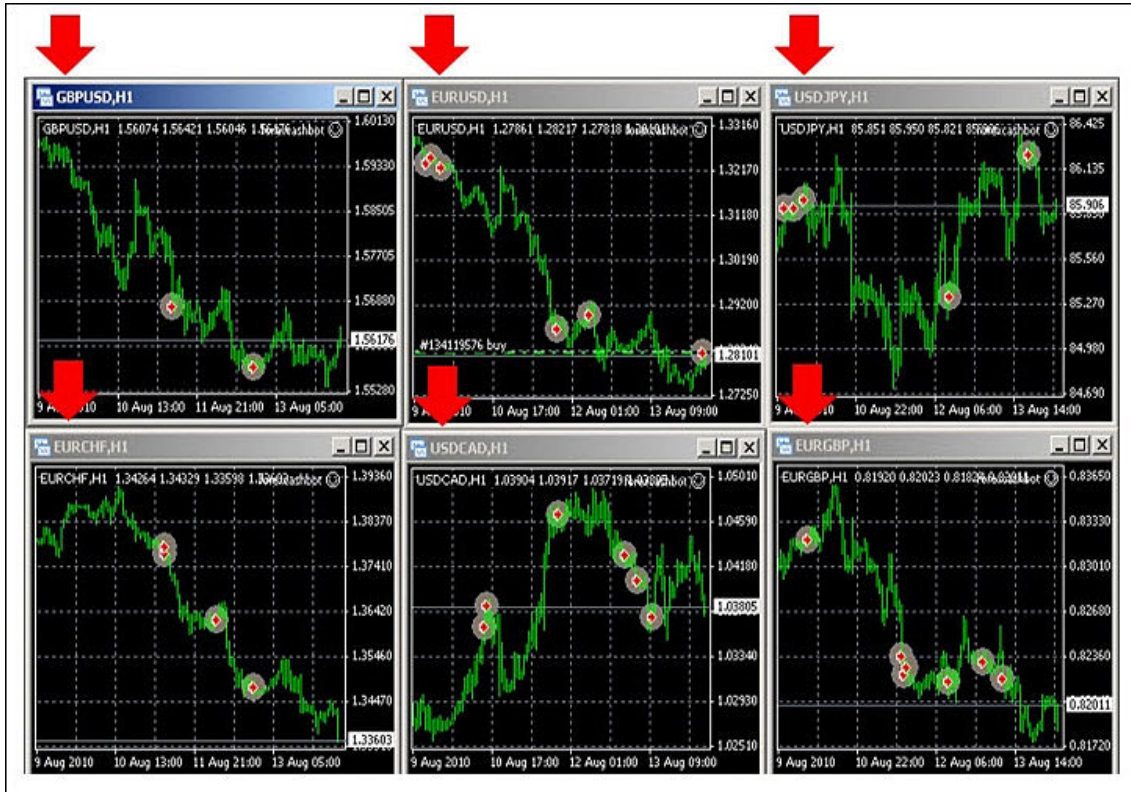 GBPUSD,H1
GBPUSD,H1 1.56074 1.56421 1.56046
1.60130
1.59330
1.58505
1.57705
1.56880
1.56176
1.55280
9 Aug 2010 10 Aug 13:00 11 Aug 21:00 13 Aug 05:00
EURUSD,H1
EURUSD,H1 1.27861 1.28217 1.27818
1.33160
1.32170
1.31180
1.30190
1.29200
#134119576 buy
1.28101
1.27250
9 Aug 2010 10 Aug 17:00 12 Aug 01:00 13 Aug 09:00
USDJPY,H1
USDJPY,H1 85.851 85.950 85.821
86.425
86.135
85.906
85.850
85.560
85.270
84.980
84.690
9 Aug 2010 10 Aug 22:00 12 Aug 06:00 13 Aug 14:00
EURCHF,H1
EURCHF,H1 1.34264 1.34329 1.33598
1.39360
1.38370
1.37410
1.36420
1.35460
1.34470
1.33603
9 Aug 2010 10 Aug 13:00 11 Aug 21:00 13 Aug 05:00
USDCAD,H1
USDCAD,H1 1.03904 1.03917
1.05010
1.04590
1.04180
1.03805
1.03340
1.02930
1.02510
9 Aug 2010 10 Aug 17:00 12 Aug 01:00 13 Aug 09:00
EURGBP,H1
EURGBP,H1 0.81920 0.82023
0.83650
0.83330
0.83010
0.82680
0.82360
0.82011
0.81720
9 Aug 2010 10 Aug 22:00 12 Aug 06:00 13 Aug 14:00